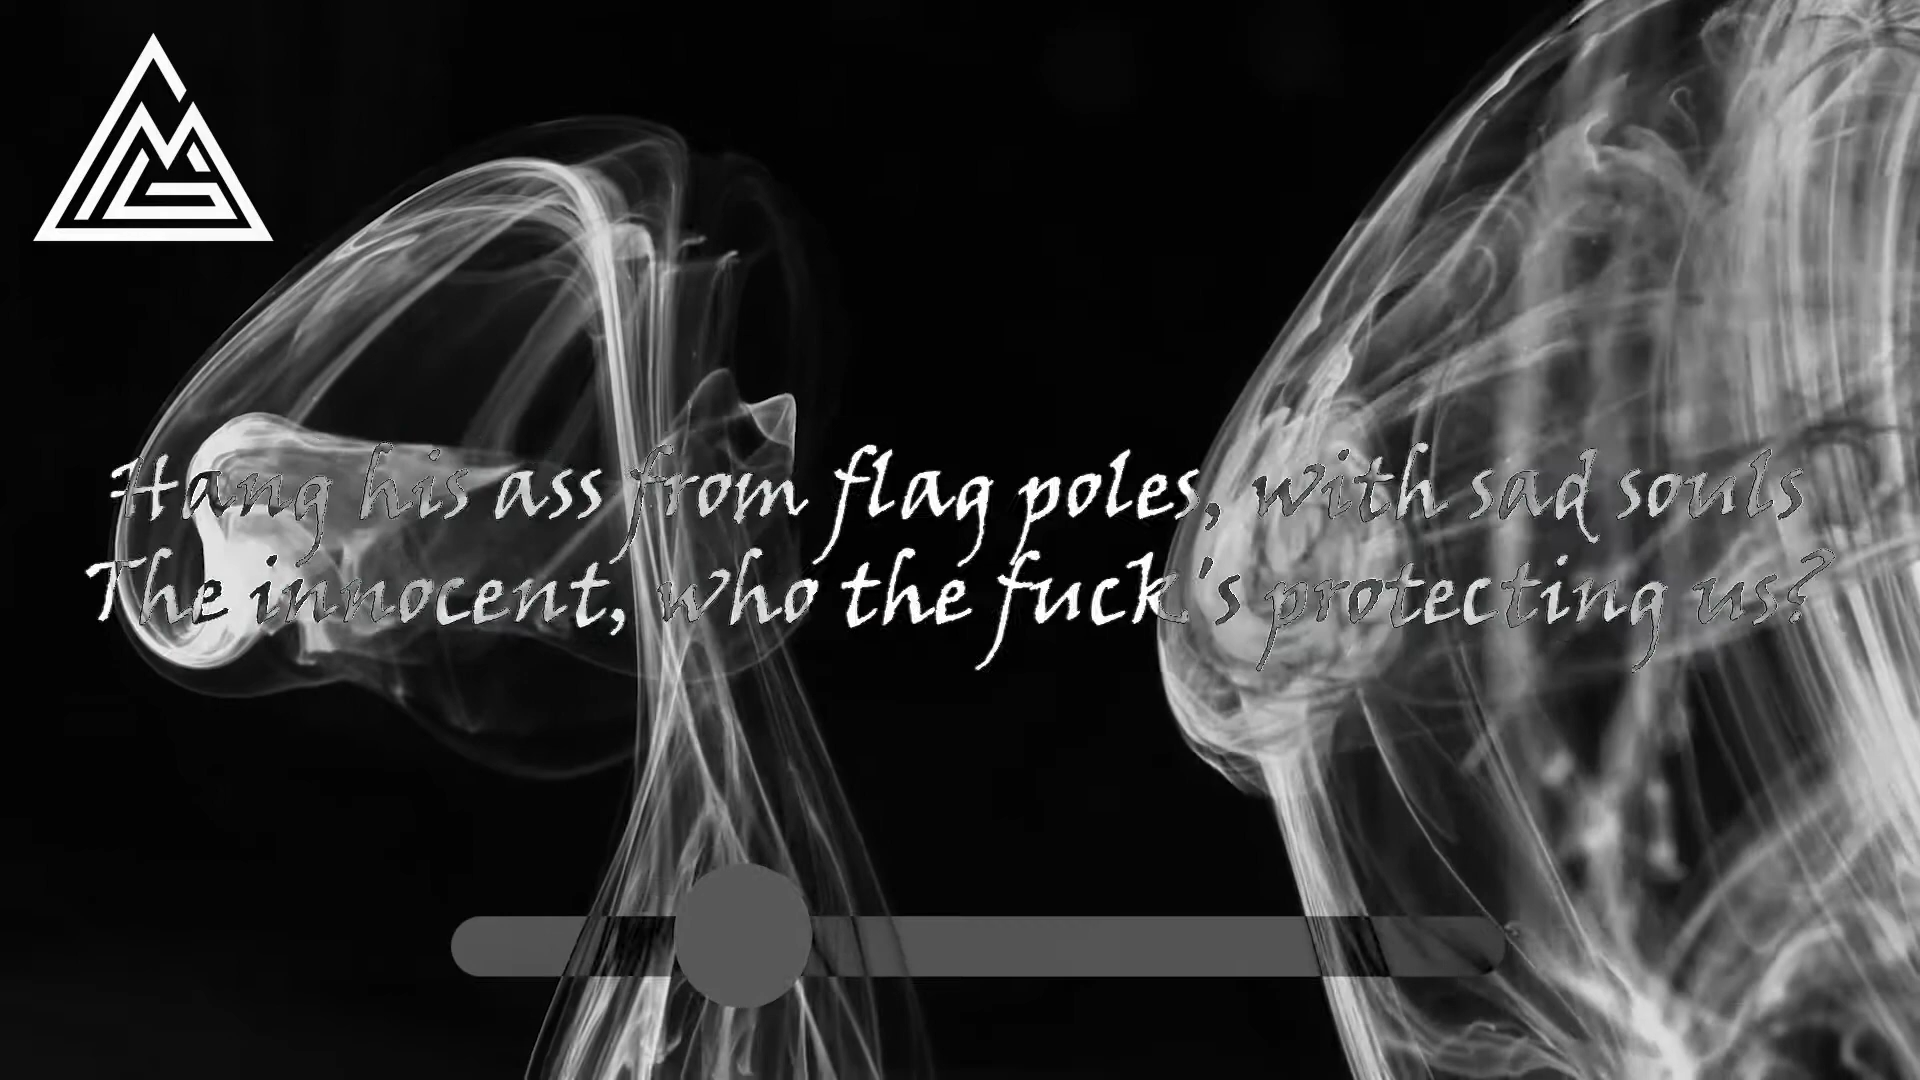 Hang his ass from flag poles, with sad souls
The innocent, who the fuck's protecting us?